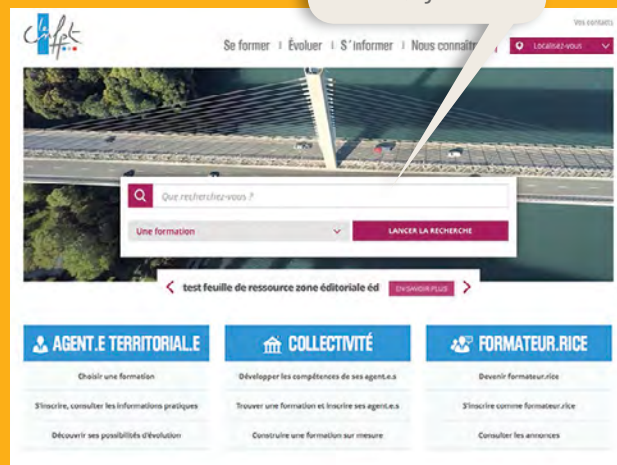 cnfpt
Vos contacts
Se former | Évoluer | S´informer | Nous connaît
Localisez-vous
Que recherchez-vous ?
Une formation
LANCER LA RECHERCHE
test feuille de ressource zone éditoriale éd
EN SAVOIR PLUS
AGENT.E TERRITORIAL.E
COLLECTIVITÉ
FORMATEUR.RICE
Choisir une formation
Développer les compétences de ses agent.e.s
Devenir formateur.rice
S'inscrire, consulter les informations pratiques
Trouver une formation et inscrire ses agent.e.s
S'inscrire comme formateur.rice
Découvrir ses possibilités d'évolution
Construire une formation sur mesure
Consulter les annonces